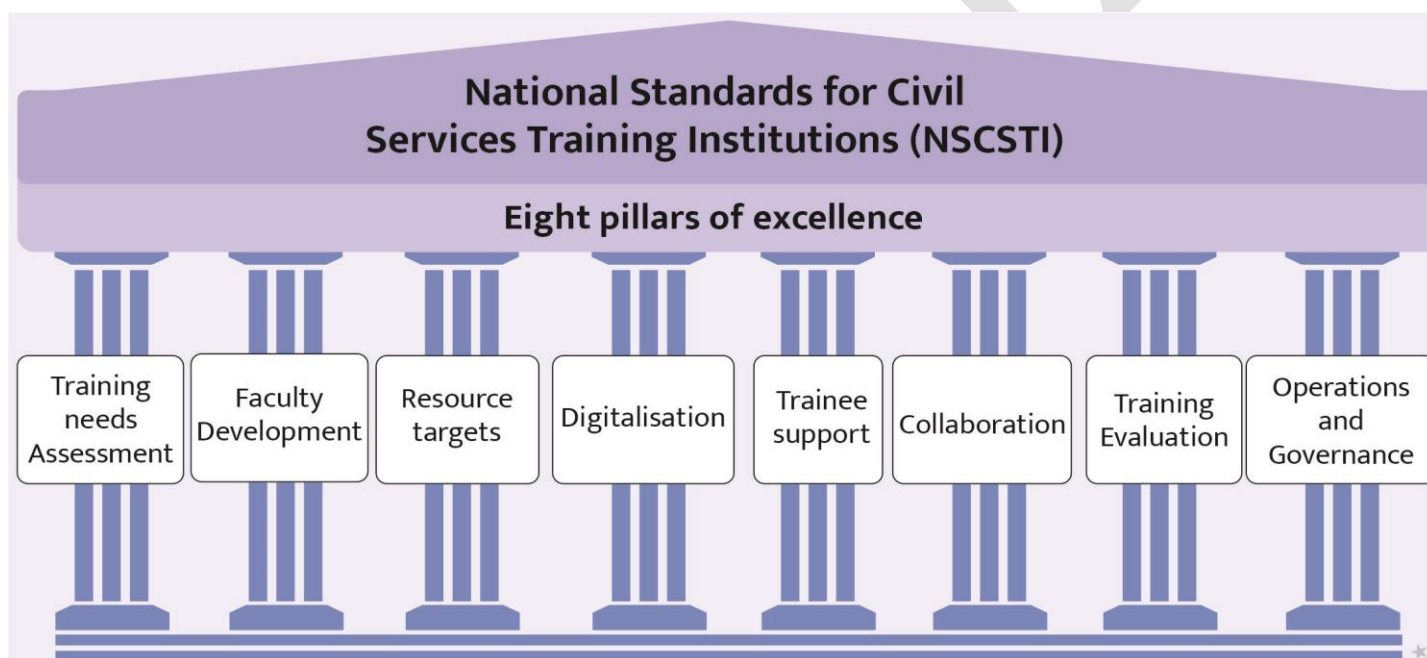 National Standards for Civil
Services Training Institutions (NSCSTI)
Eight pillars of excellence
Training
needs
Assessment
Faculty
Development
Resource
targets
Digitalisation
Trainee
support
Collaboration
Training
Evaluation
Operations
and
Governance